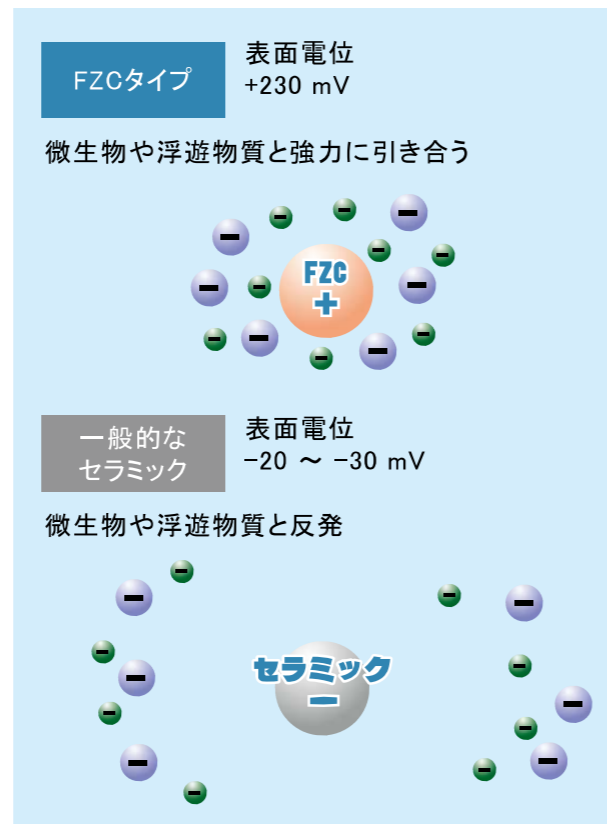 FZCタイプ
表面電位
+230 mV
微生物や浮遊物質と強力に引き合う
FZC
+
一般的な
セラミック
表面電位
−20 ～ −30 mV
微生物や浮遊物質と反発
セラミック
−